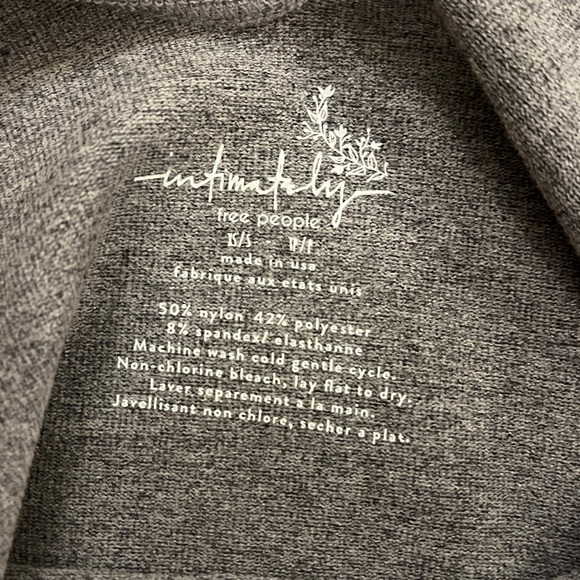 intimately
free people
XS/S - TP/P
made in usa
fabrique aux etats unis
50% nylon 42% polyester
8% spandex/ elasthanne
Machine wash cold gentle cycle.
Non-chlorine bleach, lay flat to dry.
Laver separement a la main.
Javellisant non chlore, secher a plat.